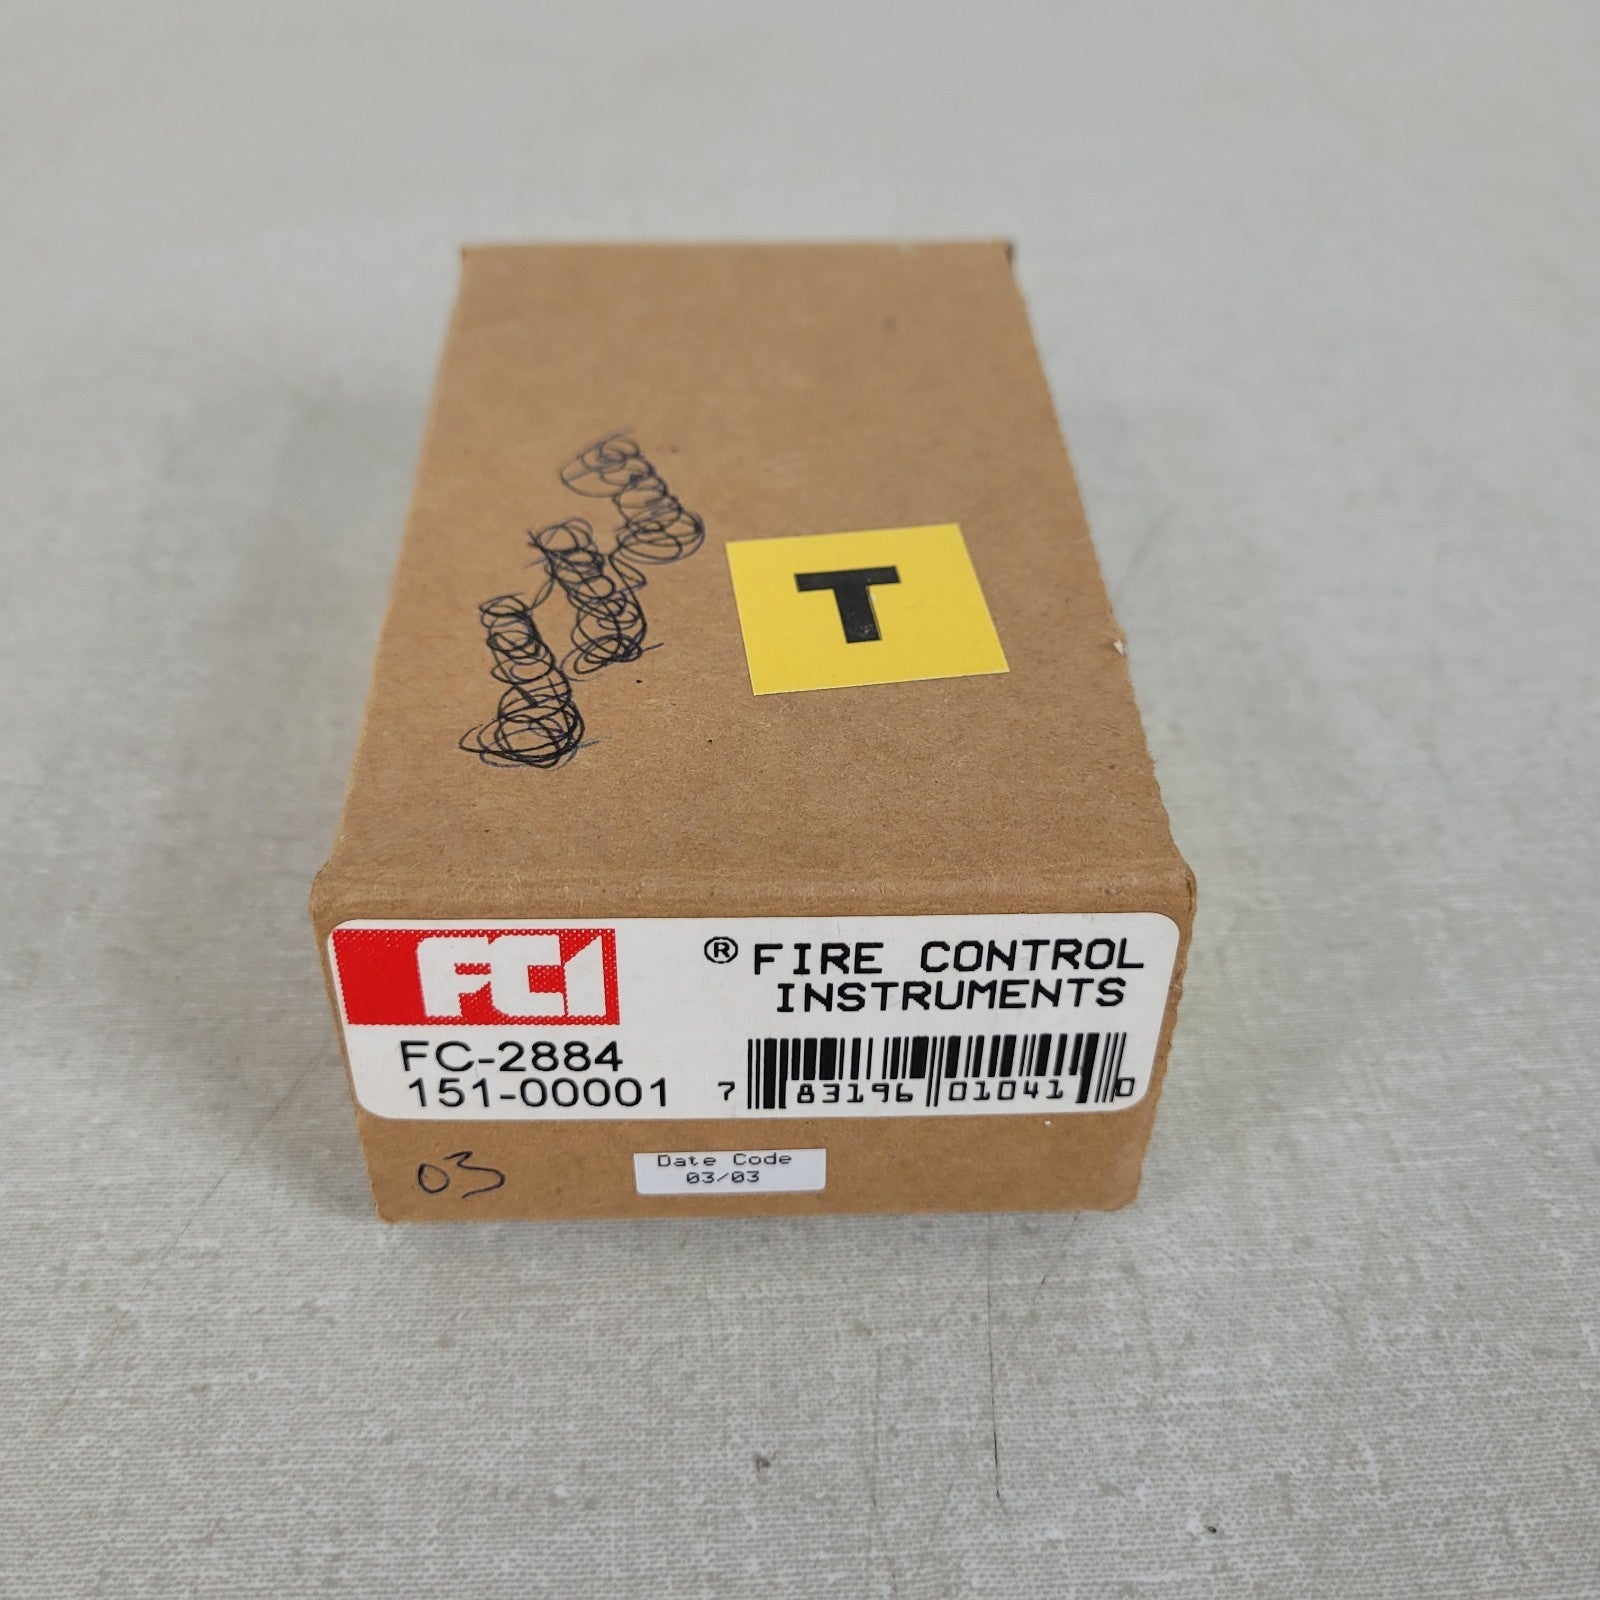 T
FCI
® FIRE CONTROL
INSTRUMENTS
FC-2884
151-00001
7 83196 01041 0
03
Date Code
03/03